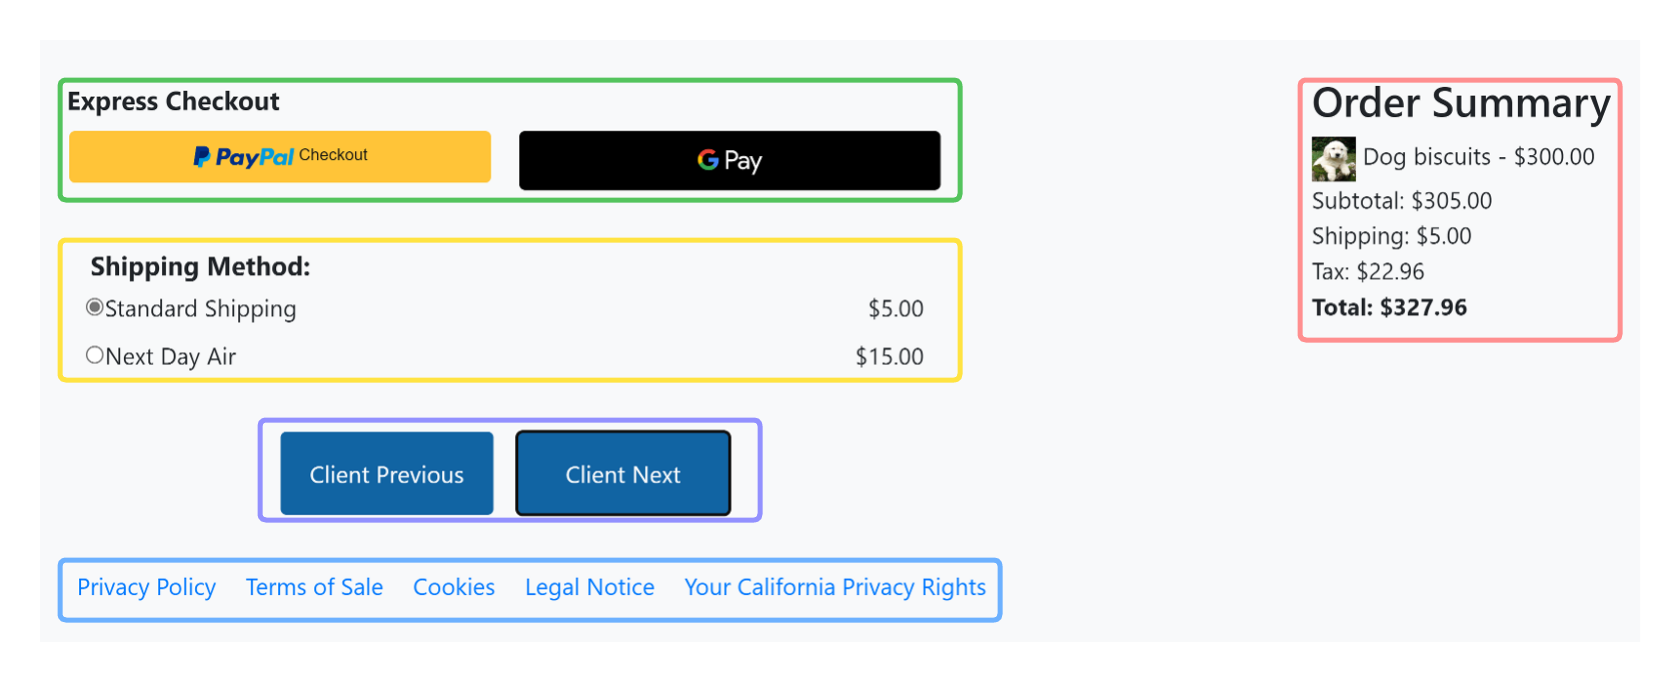 Express Checkout
PayPal Checkout
G Pay
Shipping Method:
Standard Shipping $5.00
Next Day Air $15.00
Client Previous
Client Next
Privacy Policy Terms of Sale Cookies Legal Notice Your California Privacy Rights
Order Summary
Dog biscuits - $300.00
Subtotal: $305.00
Shipping: $5.00
Tax: $22.96
Total: $327.96